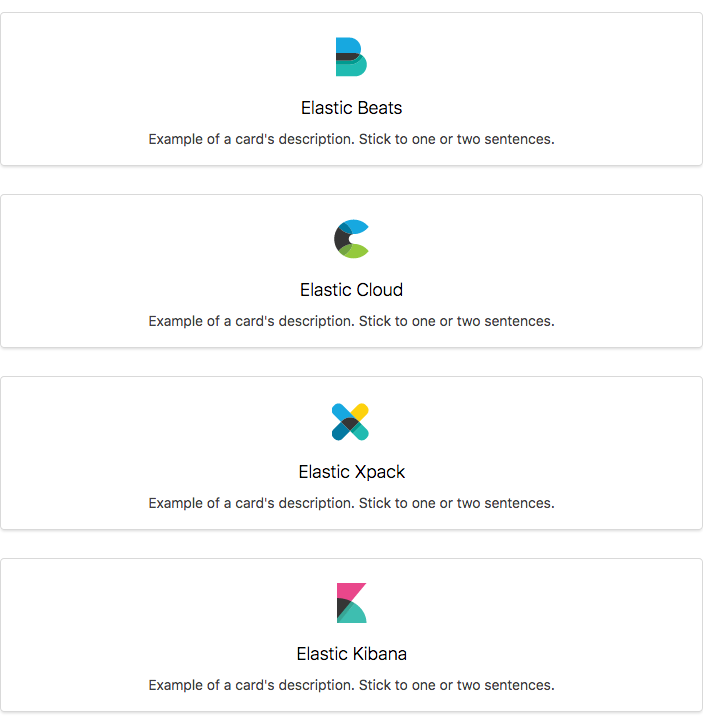 Elastic Beats
Example of a card's description. Stick to one or two sentences.
Elastic Cloud
Example of a card's description. Stick to one or two sentences.
Elastic Xpack
Example of a card's description. Stick to one or two sentences.
Elastic Kibana
Example of a card's description. Stick to one or two sentences.